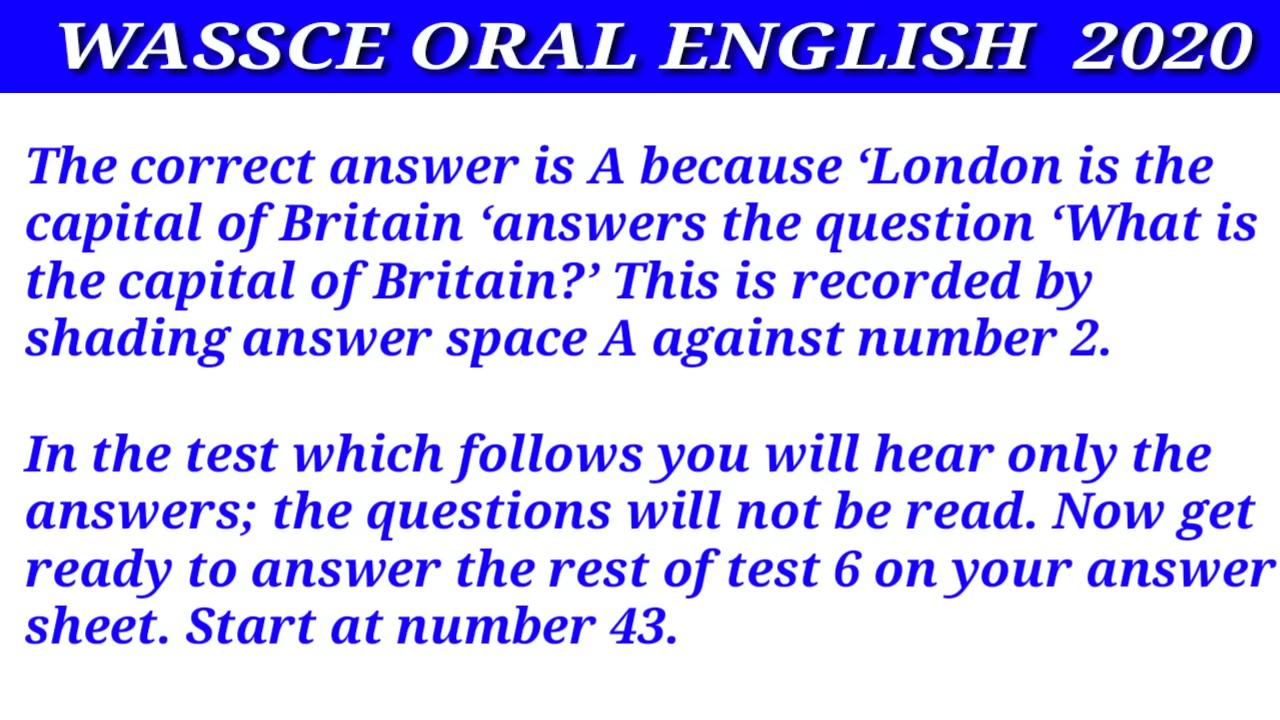 WASSCE ORAL ENGLISH 2020
The correct answer is A because ‘London is the
capital of Britain ‘answers the question ‘What is
the capital of Britain?’ This is recorded by
shading answer space A against number 2.
In the test which follows you will hear only the
answers; the questions will not be read. Now get
ready to answer the rest of test 6 on your answer
sheet. Start at number 43.